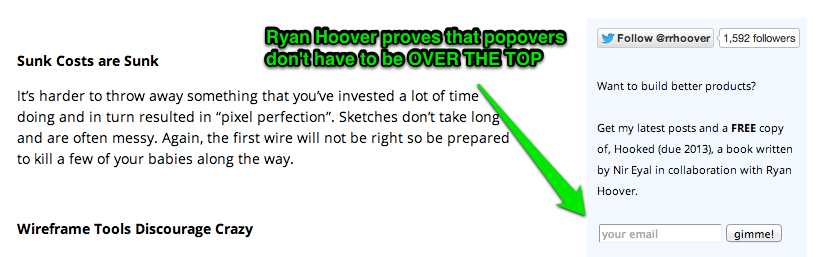 Ryan Hoover proves that popovers
don't have to be OVER THE TOP
Sunk Costs are Sunk
It's harder to throw away something that you've invested a lot of time
doing and in turn resulted in “pixel perfection”. Sketches don't take long
and are often messy. Again, the first wire will not be right so be prepared
to kill a few of your babies along the way.
Wireframe Tools Discourage Crazy
Follow @rrhoover 1,592 followers
Want to build better products?
Get my latest posts and a FREE copy
of, Hooked (due 2013), a book written
by Nir Eyal in collaboration with Ryan
Hoover.
your email gimme!